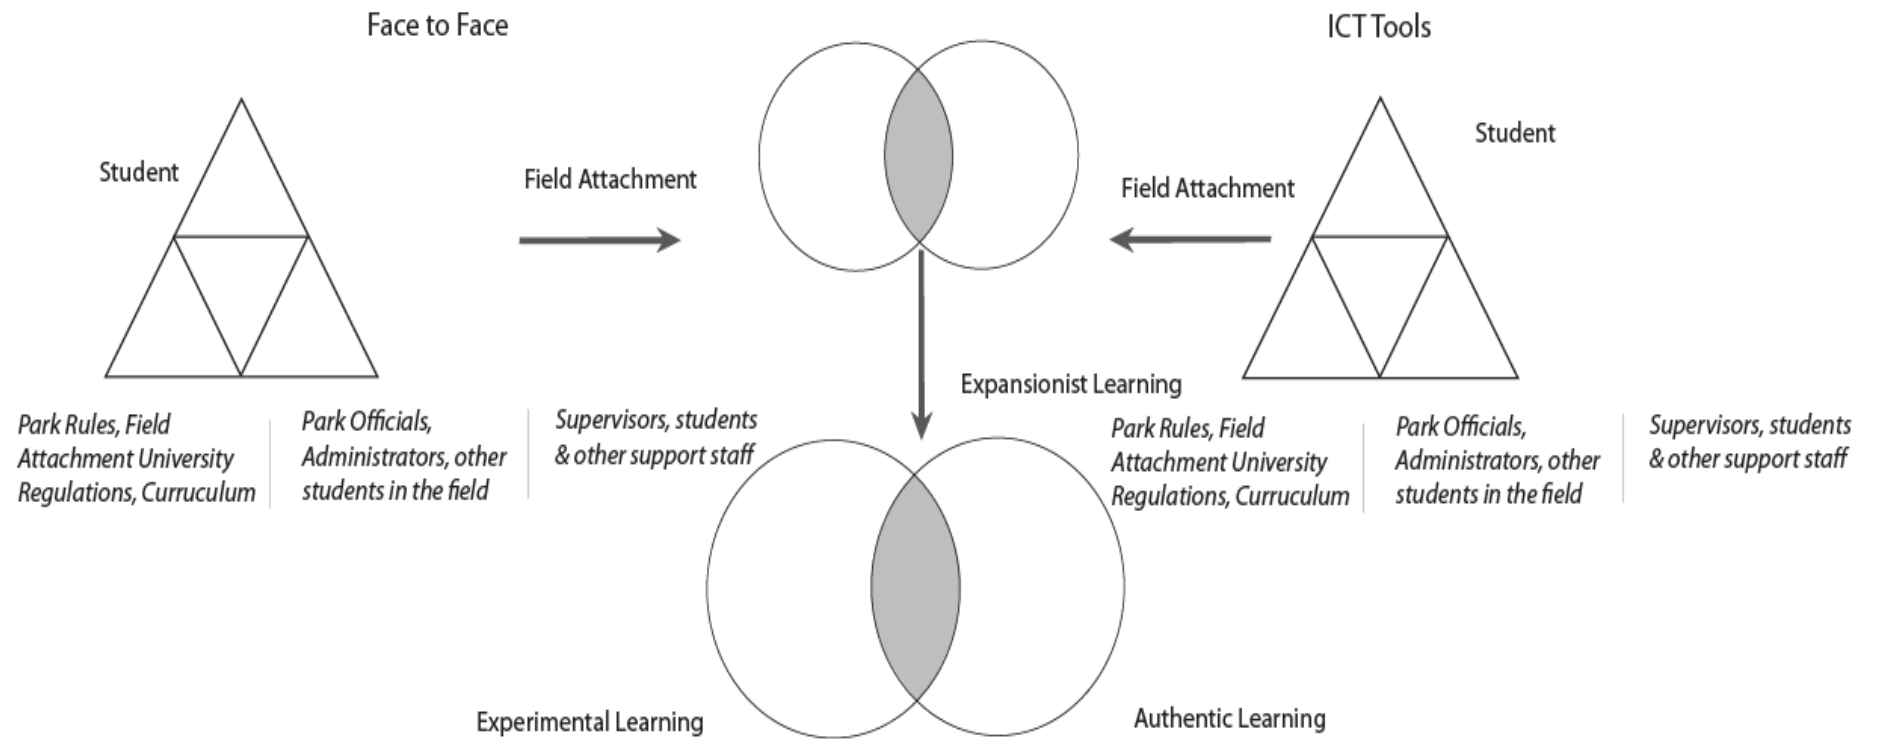 Face to Face
ICT Tools
Student
Field Attachment
Field Attachment
Student
Expansionist Learning
Park Rules, Field
Attachment University
Regulations, Curruculum
Park Officials,
Administrators, other
students in the field
Supervisors, students
& other support staff
Park Rules, Field
Attachment University
Regulations, Curruculum
Park Officials,
Administrators, other
students in the field
Supervisors, students
& other support staff
Experimental Learning
Authentic Learning